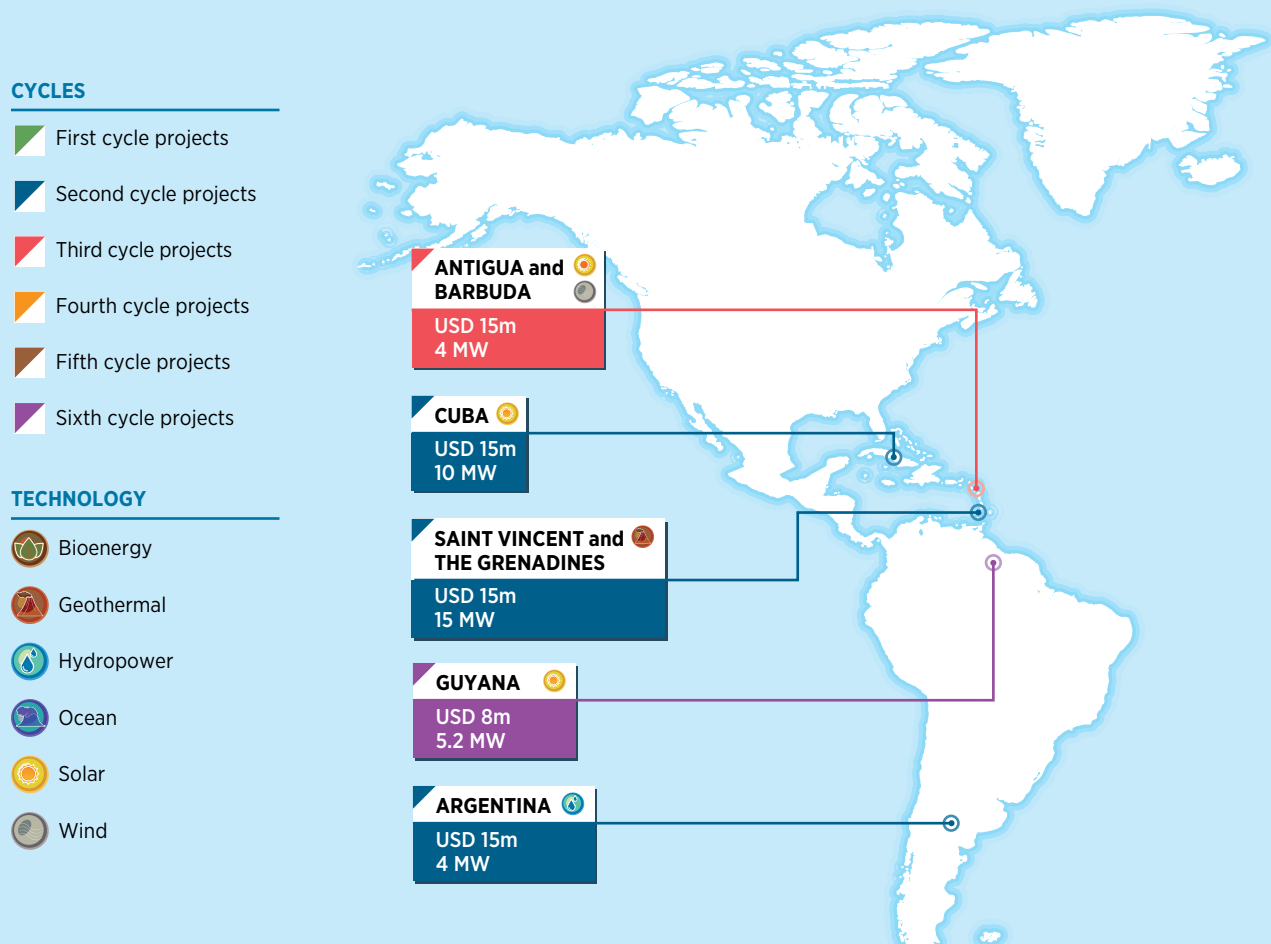 CYCLES
First cycle projects
Second cycle projects
Third cycle projects
Fourth cycle projects
Fifth cycle projects
Sixth cycle projects
TECHNOLOGY
Bioenergy
Geothermal
Hydropower
Ocean
Solar
Wind
ANTIGUA and
BARBUDA
USD 15m
4 MW
CUBA
USD 15m
10 MW
SAINT VINCENT and
THE GRENADINES
USD 15m
15 MW
GUYANA
USD 8m
5.2 MW
ARGENTINA
USD 15m
4 MW